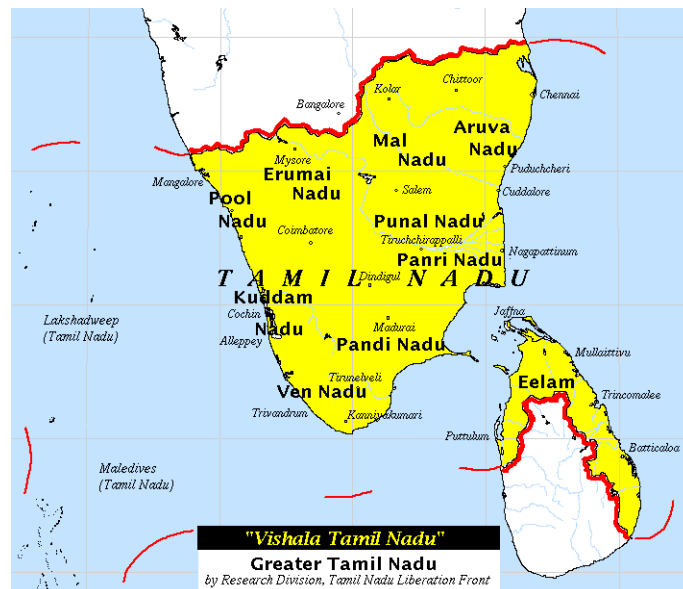 Chittoor
Kolar
Chennai
Bangalore
Aruva
Nadu
Mal
Nadu
Mysore
Erumai
Nadu
Puduchcheri
Mangalore
Salem
Cuddalore
Pool
Nadu
Punal Nadu
Coimbatore
Tiruchchirappalli
Nagapattinum
Panri Nadu
TAMIL NADU
Dindigul
Kuddam
Nadu
Cochin
Jaffna
Lakshadweep
(Tamil Nadu)
Madurai
Alleppey
Pandi Nadu
Mullaittivu
Tirunelveli
Eelam
Ven Nadu
Trincomalee
Trivandrum
Kanniyakumari
Puttulum
Batticaloa
Maledives
(Tamil Nadu)
"Vishala Tamil Nadu"
Greater Tamil Nadu
by Research Division, Tamil Nadu Liberation Front